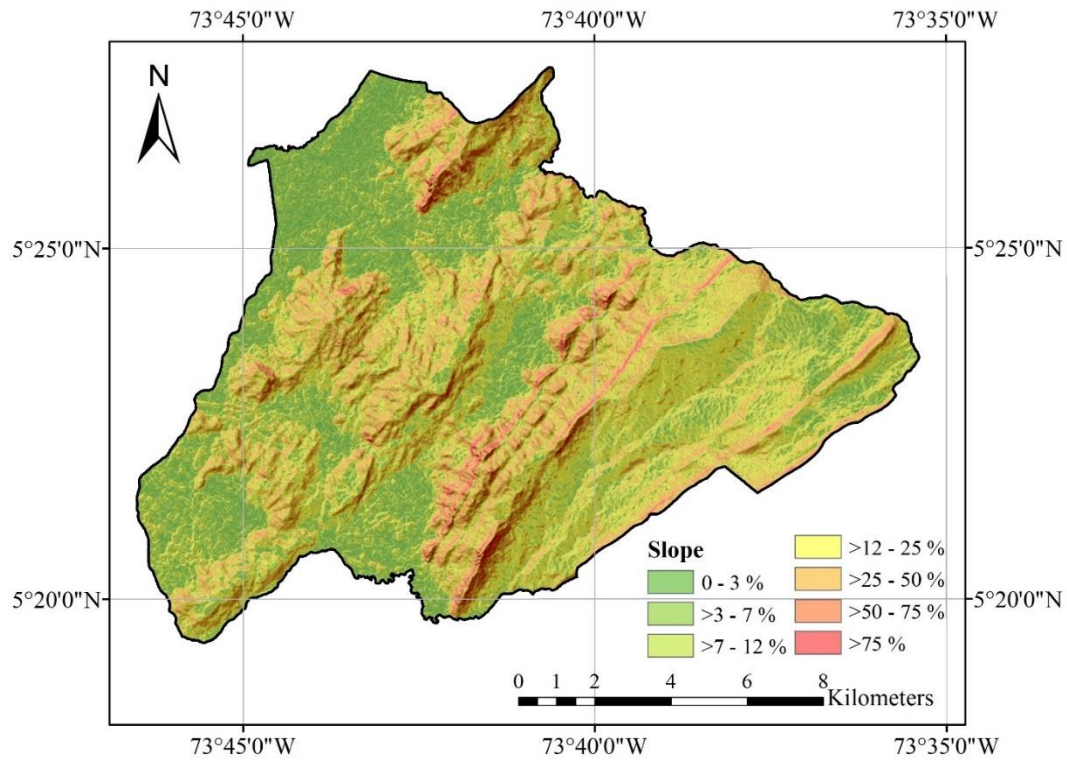 73°45'0"W 73°40'0"W 73°35'0"W
N
5°25'0"N 5°25'0"N
5°20'0"N 5°20'0"N
Slope
0 - 3 %
>3 - 7 %
>7 - 12 %
>12 - 25 %
>25 - 50 %
>50 - 75 %
>75 %
0 1 2 4 6 8
Kilometers
73°45'0"W 73°40'0"W 73°35'0"W